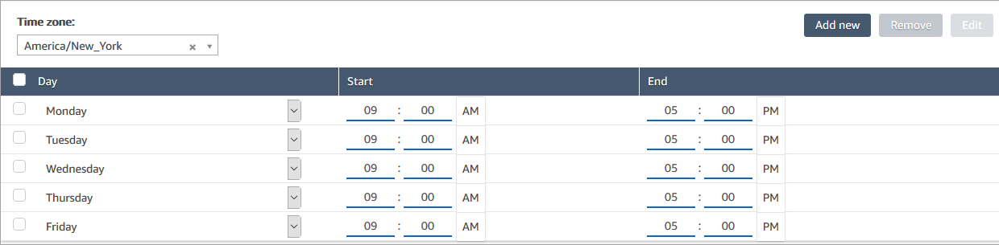 Time zone:
America/New_York × 
Add new Remove Edit
Day Start End
Monday 09 : 00 AM 05 : 00 PM
Tuesday 09 : 00 AM 05 : 00 PM
Wednesday 09 : 00 AM 05 : 00 PM
Thursday 09 : 00 AM 05 : 00 PM
Friday 09 : 00 AM 05 : 00 PM